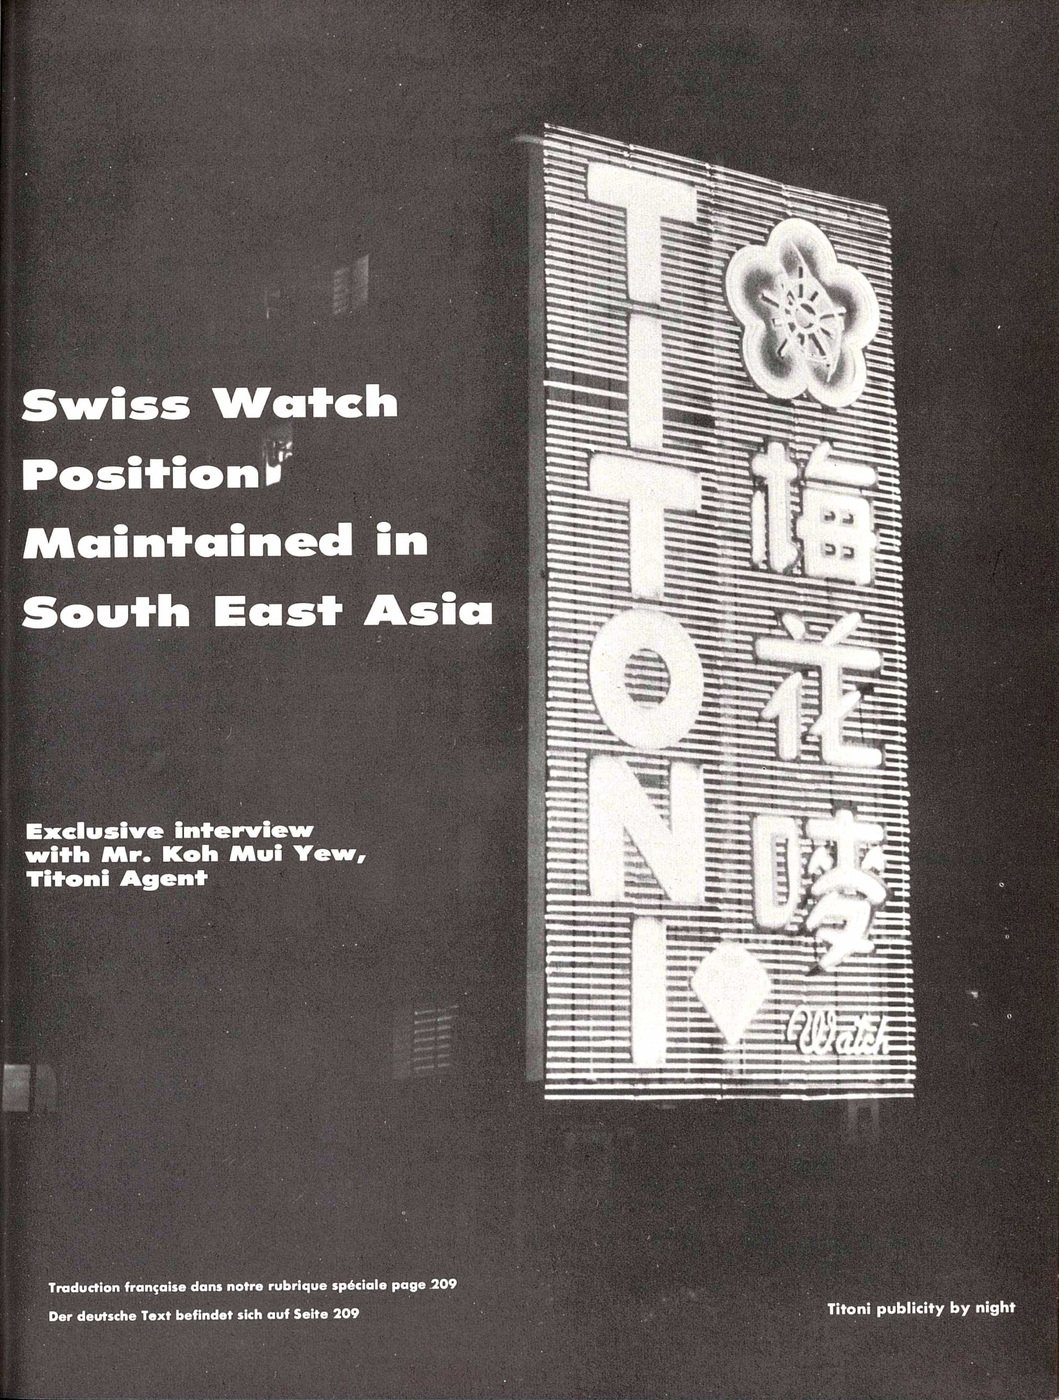 Swiss Watch
Position
Maintained in
South East Asia
Exclusive interview
with Mr. Koh Mui Yew,
Titoni Agent
TITONI
梅花嘜
Watch
Traduction française dans notre rubrique spéciale page 209
Der deutsche Text befindet sich auf Seite 209
Titoni publicity by night